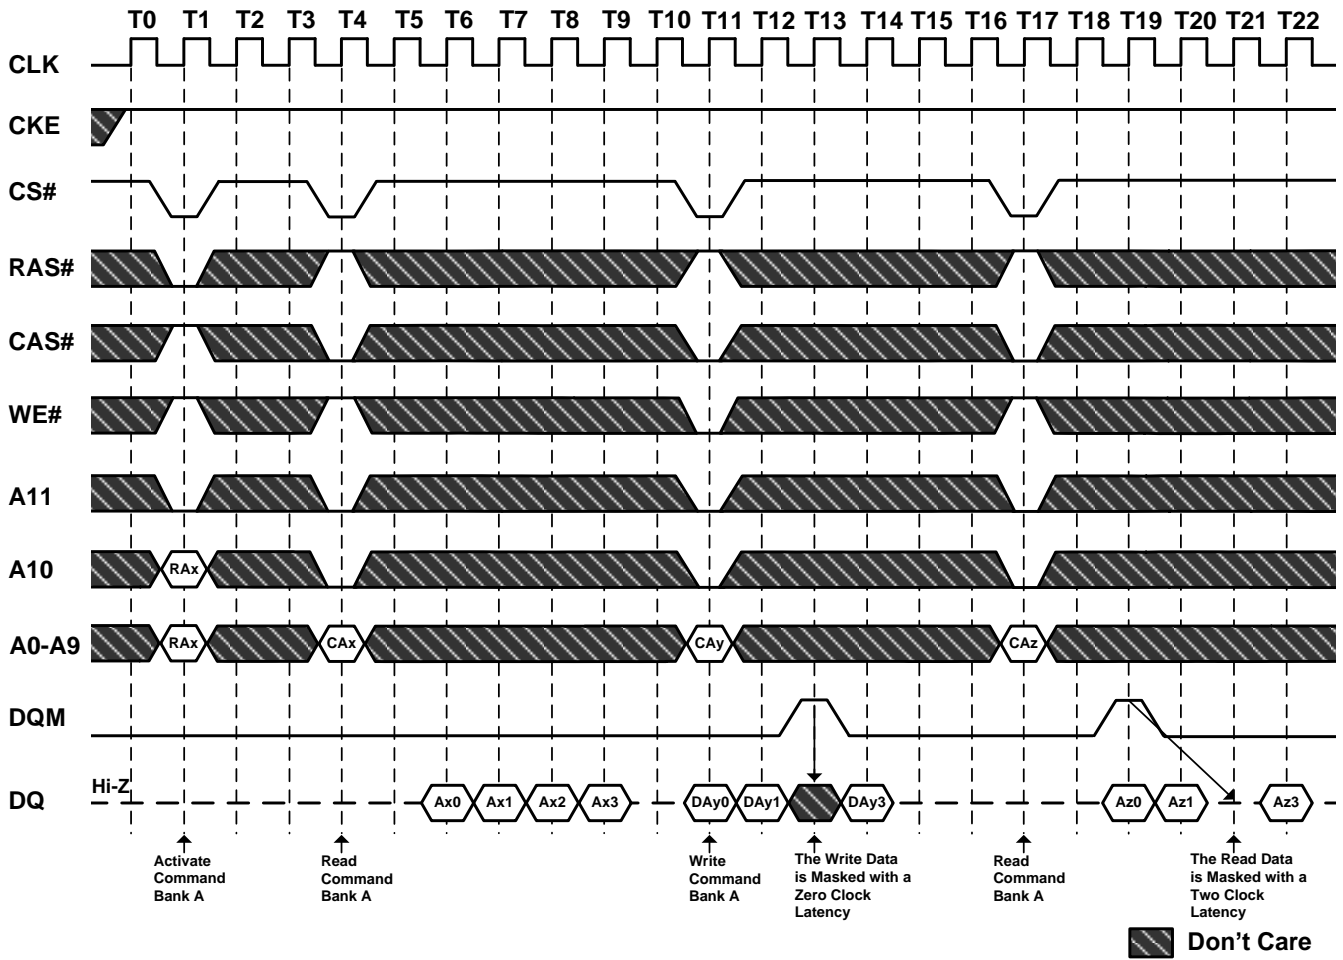 T0 T1 T2 T3 T4 T5 T6 T7 T8 T9 T10 T11 T12 T13 T14 T15 T16 T17 T18 T19 T20 T21 T22
CLK
CKE
CS#
RAS#
CAS#
WE#
A11
A10 RAx
A0-A9 RAx CAx CAy CAz
DQM
Hi-Z
DQ Ax0 Ax1 Ax2 Ax3 DAy0 DAy1 DAy3 Az0 Az1 Az3
Activate
Command
Bank A
Read
Command
Bank A
Write
Command
Bank A
The Write Data
is Masked with a
Zero Clock
Latency
Read
Command
Bank A
The Read Data
is Masked with a
Two Clock
Latency
Don't Care